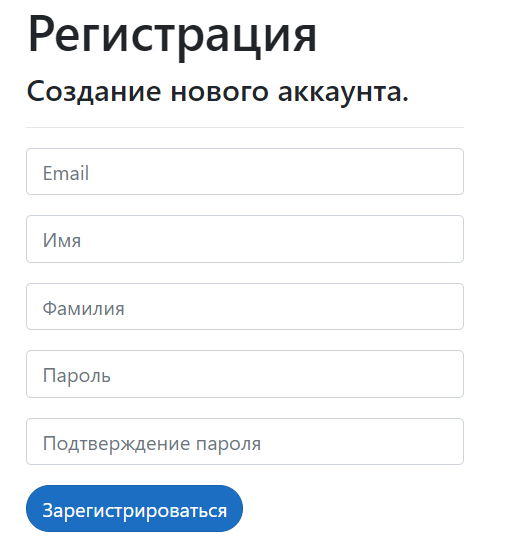 Регистрация
Создание нового аккаунта.
Email
Имя
Фамилия
Пароль
Подтверждение пароля
Зарегистрироваться